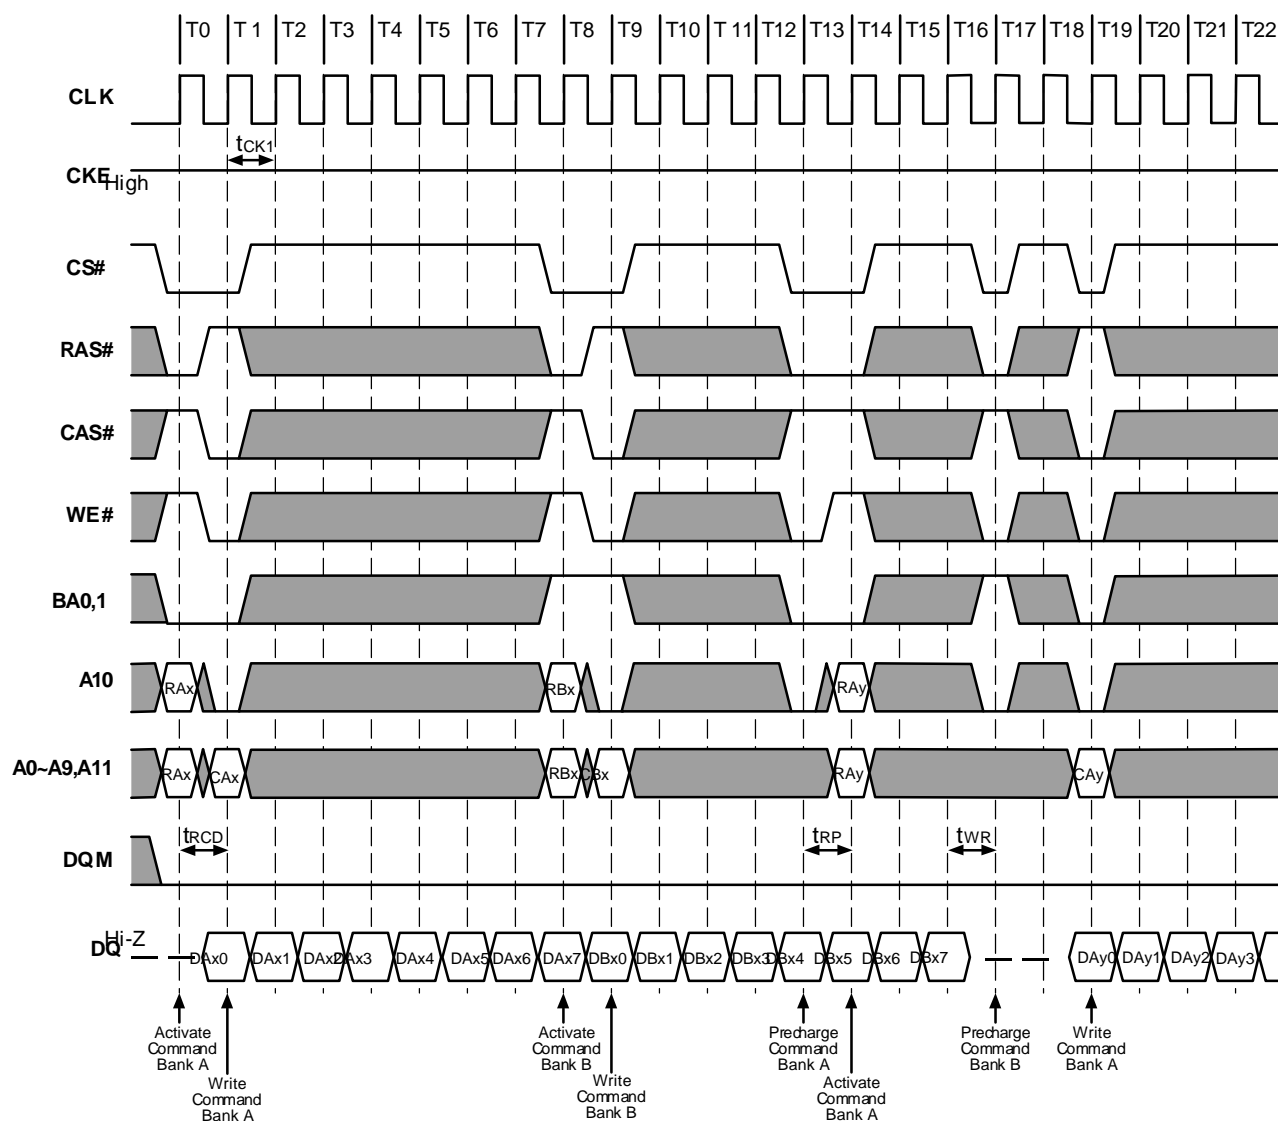 T0 T 1 T2 T3 T4 T5 T6 T7 T8 T9 T10 T 11 T12 T13 T14 T15 T16 T17 T18 T19 T20 T21 T22
CLK
tCK1
CKE High
CS#
RAS#
CAS#
WE#
BA0,1
A10 RAx RBx RAy
A0~A9,A11 RAx CAx RBx CBx RAy CAy
tRCD tRP tWR
DQM
DQ Hi-Z DAx0 DAx1 DAx2 DAx3 DAx4 DAx5 DAx6 DAx7 DBx0 DBx1 DBx2 DBx3 DBx4 DBx5 DBx6 DBx7 DAy0 DAy1 DAy2 DAy3
Activate
Command
Bank A
Write
Command
Bank A
Activate
Command
Bank B
Write
Command
Bank B
Precharge
Command
Bank A
Activate
Command
Bank A
Precharge
Command
Bank B
Write
Command
Bank A